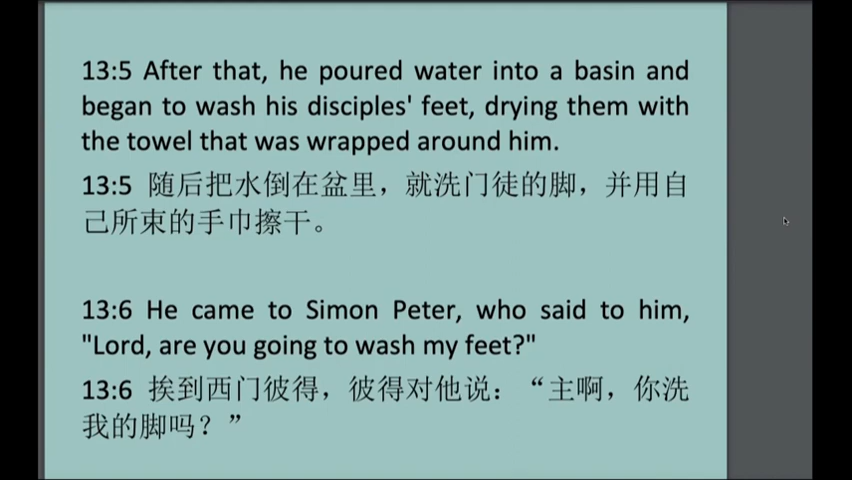 13:5 After that, he poured water into a basin and
began to wash his disciples' feet, drying them with
the towel that was wrapped around him.
13:5 随后把水倒在盆里，就洗门徒的脚，并用自
己所束的手巾擦干。
13:6 He came to Simon Peter, who said to him,
"Lord, are you going to wash my feet?"
13:6 挨到西门彼得，彼得对他说：“主啊，你洗
我的脚吗？”